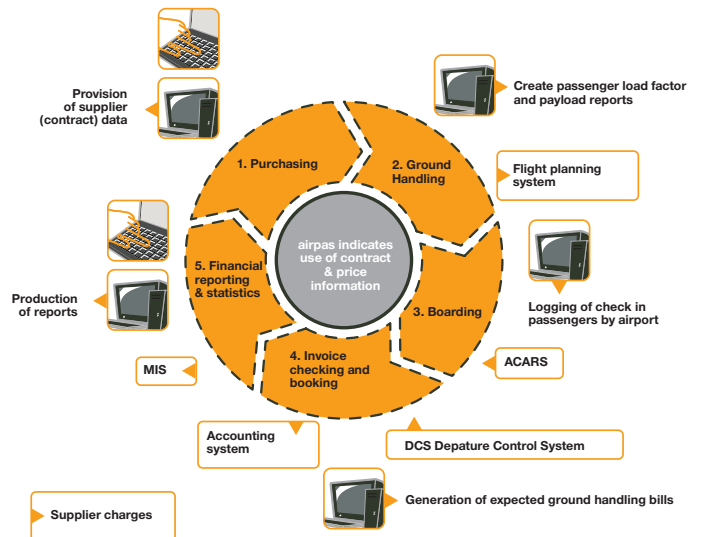 Provision
of supplier
(contract) data
Create passenger load factor
and payload reports
1. Purchasing
2. Ground
Handling
Flight planning
system
airpas indicates
use of contract
& price
information
5. Financial
reporting
& statistics
Production
of reports
3. Boarding
Logging of check in
passengers by airport
4. Invoice
checking and
booking
MIS
ACARS
Accounting
system
DCS Depature Control System
Generation of expected ground handling bills
Supplier charges